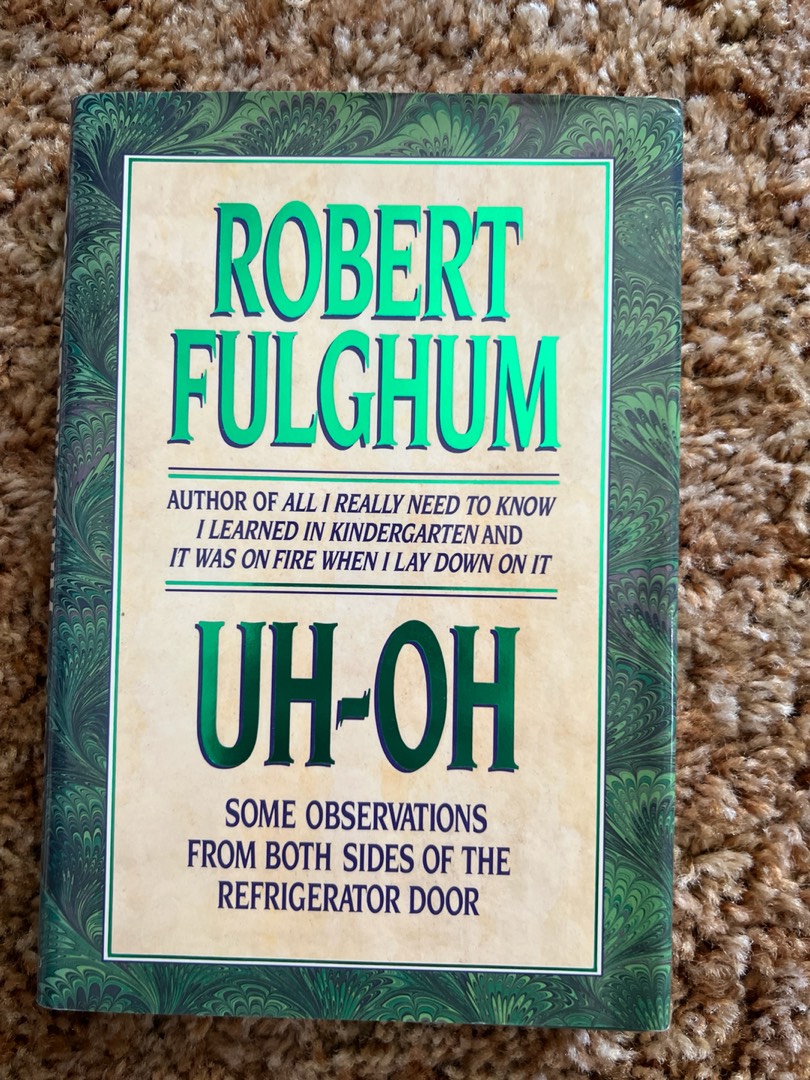 ROBERT
FULGHUM
AUTHOR OF ALL I REALLY NEED TO KNOW
I LEARNED IN KINDERGARTEN AND
IT WAS ON FIRE WHEN I LAY DOWN ON IT
UH-OH
SOME OBSERVATIONS
FROM BOTH SIDES OF THE
REFRIGERATOR DOOR